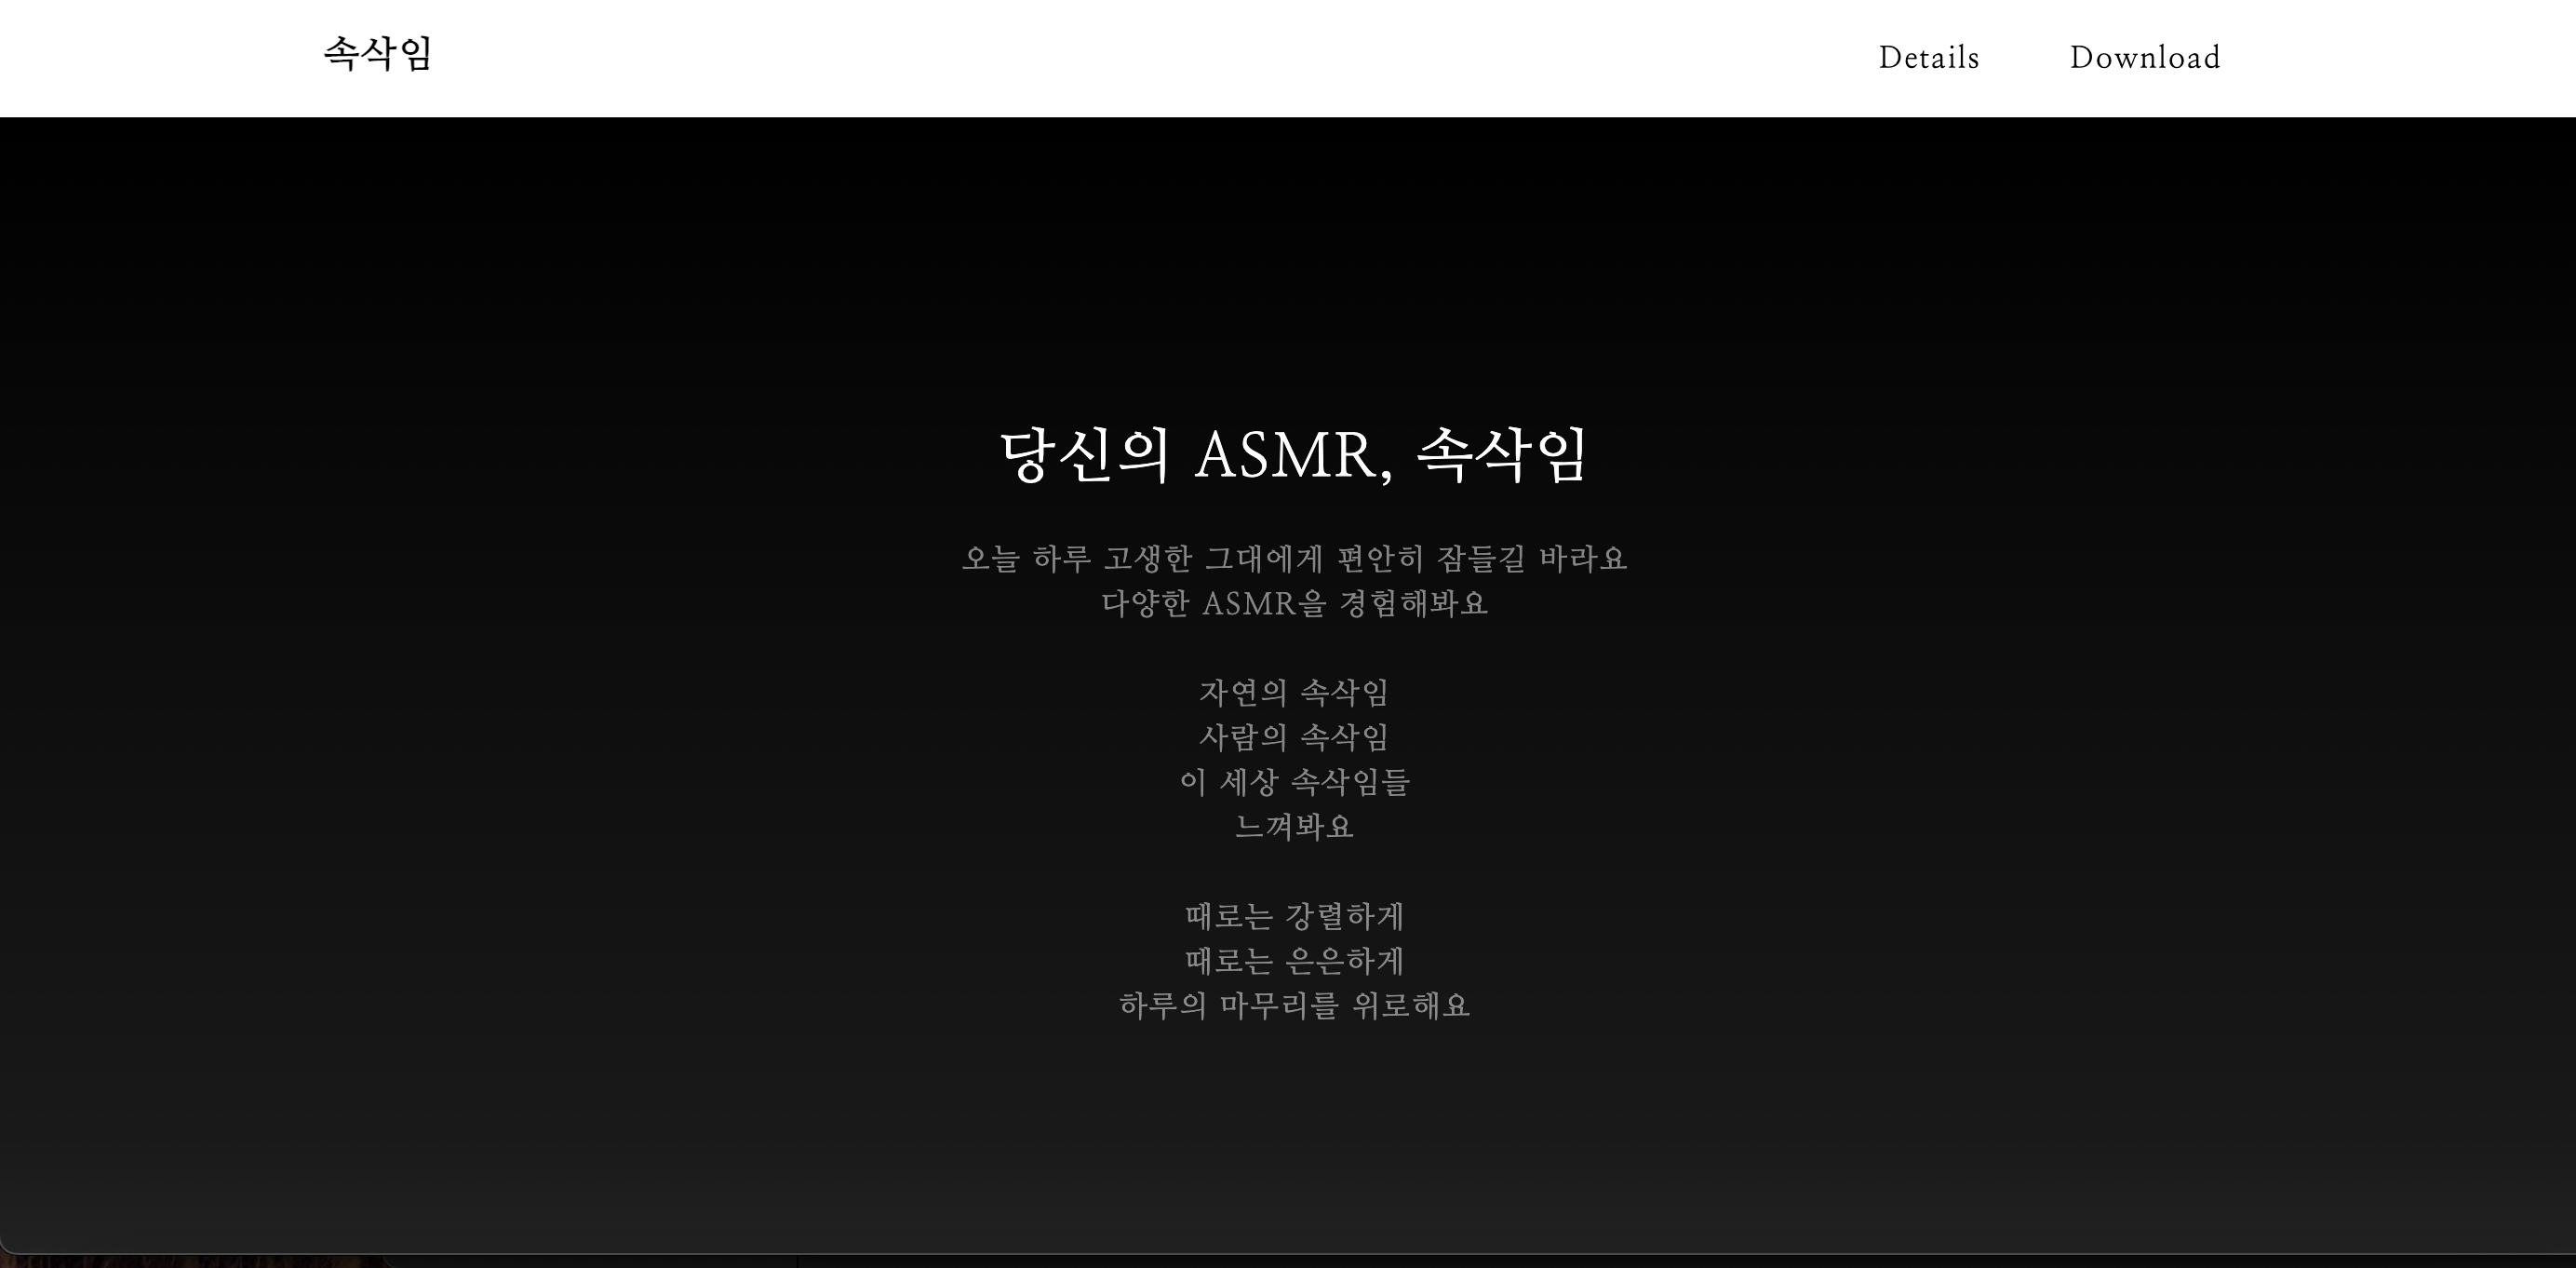 속삭임
Details
Download
당신의 ASMR, 속삭임
오늘 하루 고생한 그대에게 편안히 잠들길 바라요
다양한 ASMR을 경험해봐요
자연의 속삭임
사람의 속삭임
이 세상 속삭임들
느껴봐요
때로는 강렬하게
때로는 은은하게
하루의 마무리를 위로해요